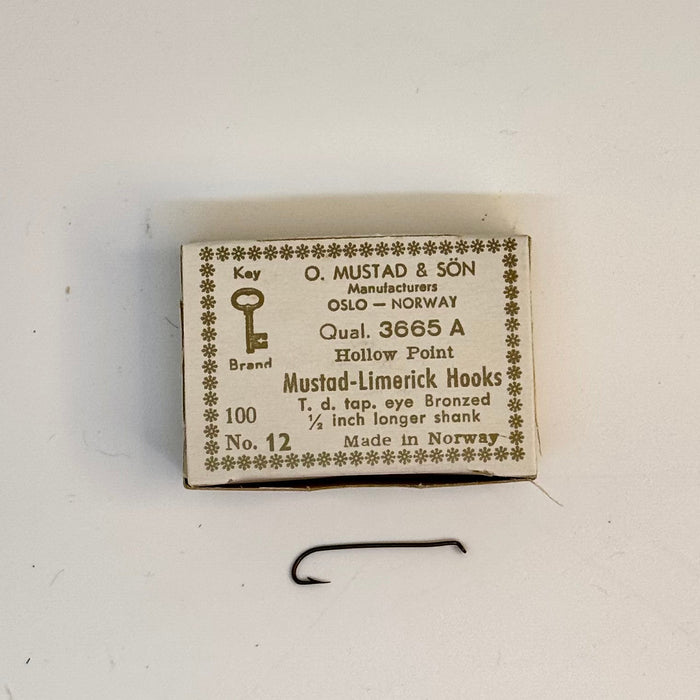 Key
Brand
O. MUSTAD & SÖN
Manufacturers
OSLO — NORWAY
Qual. 3665 A
Hollow Point
Mustad-Limerick Hooks
T. d. tap. eye Bronzed
½ inch longer shank
100
No. 12
Made in Norway